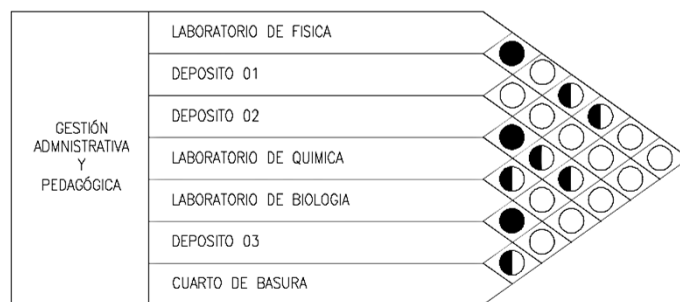 LABORATORIO DE FISICA
DEPOSITO 01
DEPOSITO 02
GESTIÓN
ADMNISTRATIVA
Y
PEDAGÓGICA
LABORATORIO DE QUIMICA
LABORATORIO DE BIOLOGIA
DEPOSITO 03
CUARTO DE BASURA